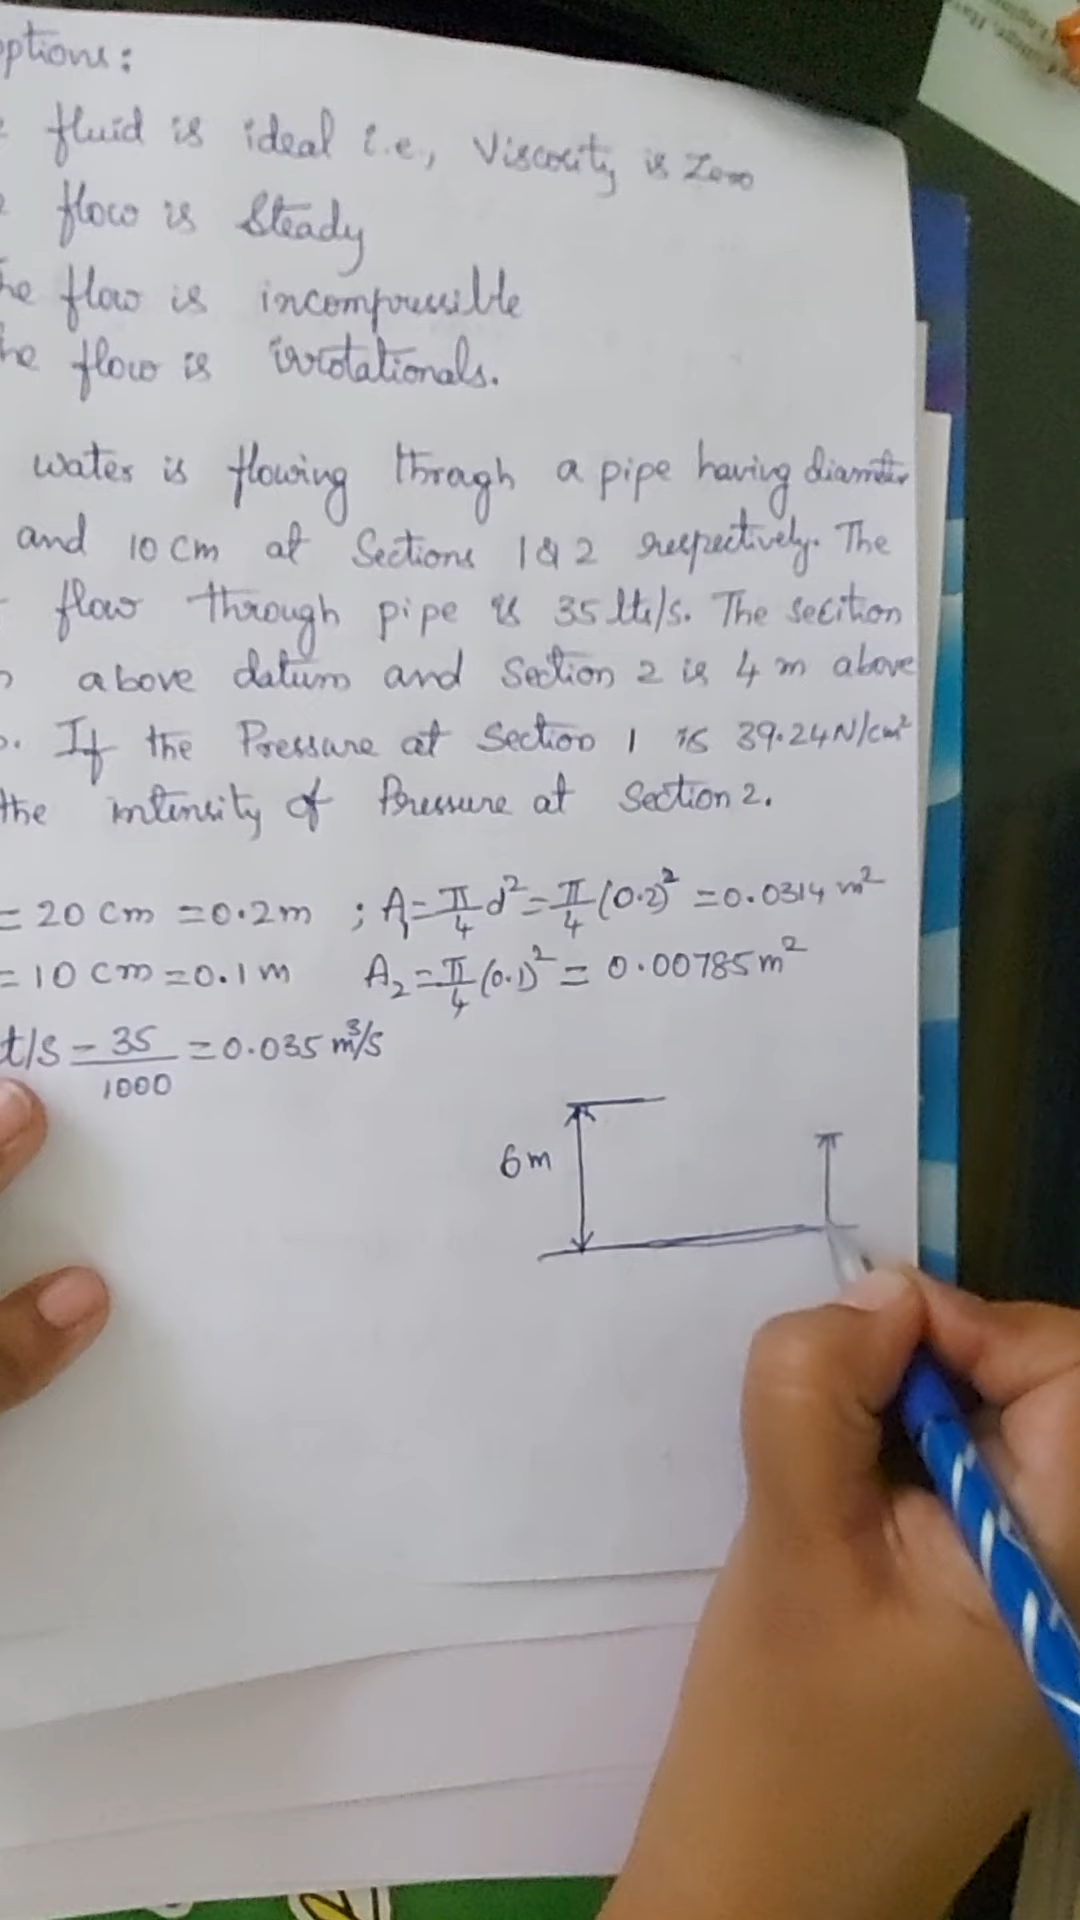 options:
fluid is ideal i.e., Viscosity is Zero
flow is Steady
he flow is incompressible
he flow is irrotationals.
water is flowing thragh a pipe having diameter
and 10 cm at Sections 1 & 2 respectively. The
flow through pipe is 35 lts/s. The secition
above datum and Section 2 is 4 m above
If the Pressure at Section 1 is 39.24N/cm²
the intensity of Pressure at Section 2.
= 20 cm = 0.2m ; A₁ = π/4 d² = π/4 (0.2)² = 0.0314 m²
= 10 cm = 0.1 m A₂ = π/4 (0.1)² = 0.00785 m²
t/s = 35/1000 = 0.035 m³/s
6m